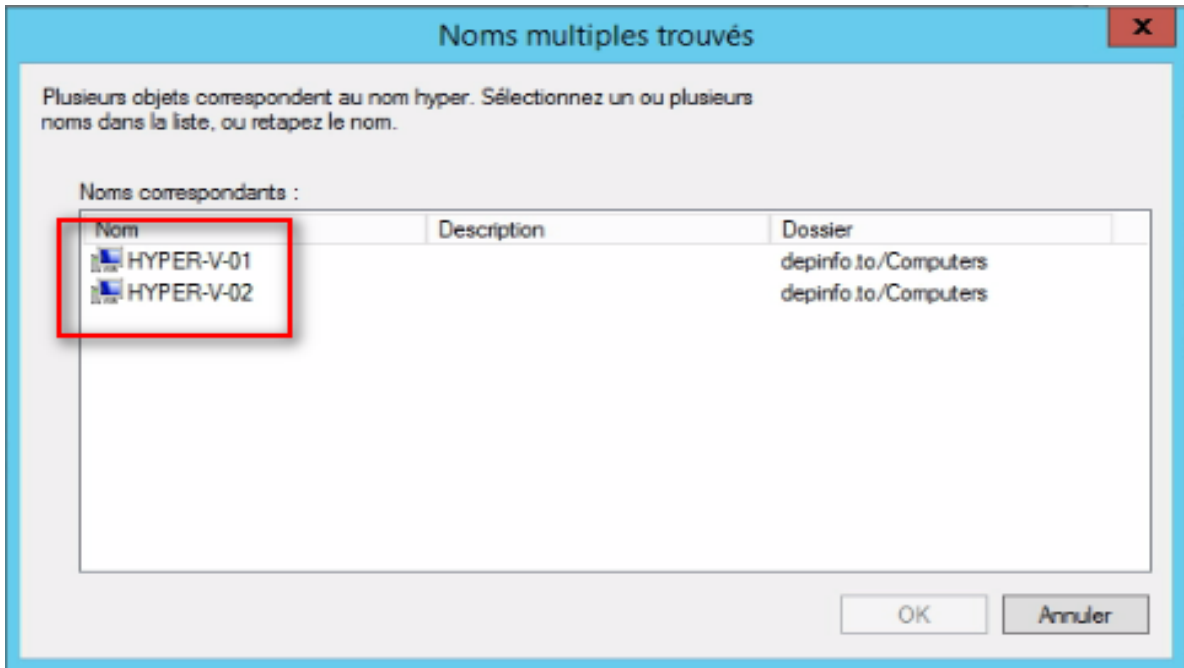 Noms multiples trouvés
x
Plusieurs objets correspondent au nom hyper. Sélectionnez un ou plusieurs
noms dans la liste, ou retapez le nom.
Noms correspondants :
Nom Description Dossier
HYPER-V-01 depinfo.to/Computers
HYPER-V-02 depinfo.to/Computers
OK Annuler